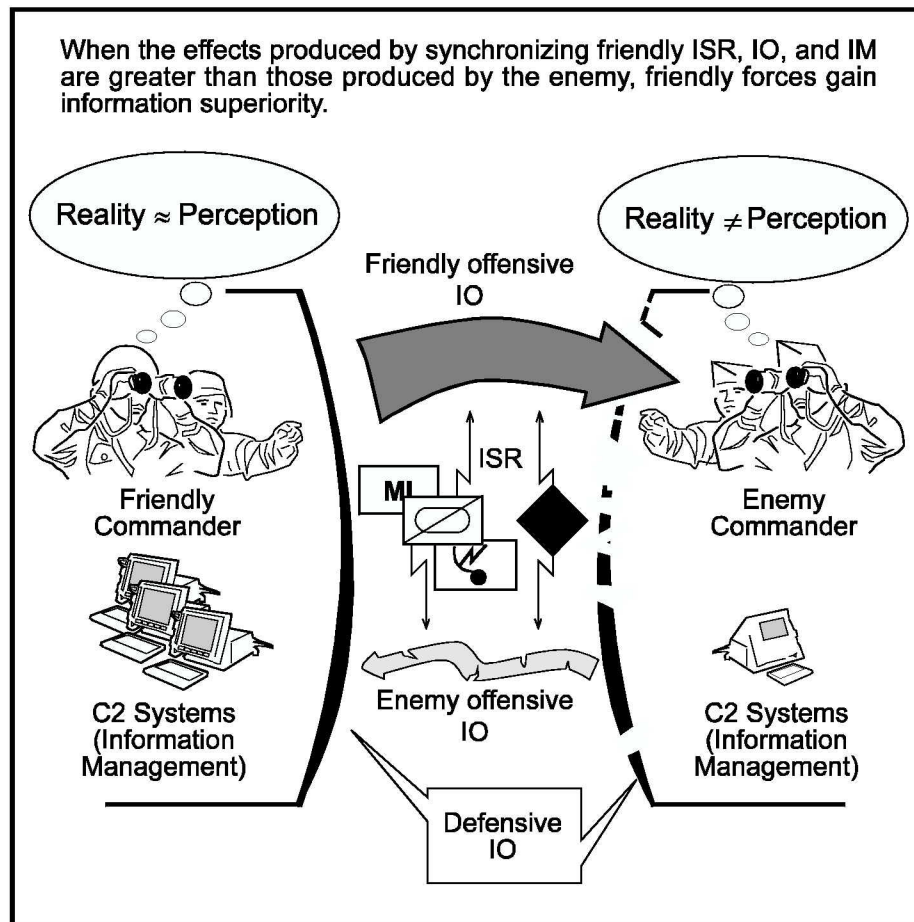 When the effects produced by synchronizing friendly ISR, IO, and IM
are greater than those produced by the enemy, friendly forces gain
information superiority.
Reality ≈ Perception
Reality ≠ Perception
Friendly offensive
IO
ISR
MI
Friendly
Commander
Enemy
Commander
Enemy offensive
IO
C2 Systems
(Information
Management)
C2 Systems
(Information
Management)
Defensive
IO